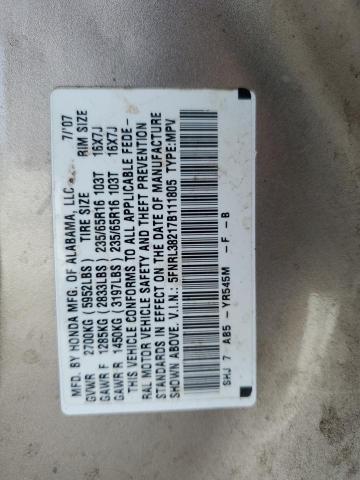 MFD. BY HONDA MFG. OF ALABAMA, LLC. 7/'07
GVWR 2700KG (5952LBS) TIRE SIZE RIM SIZE
GAWR F 1285KG (2833LBS) 235/65R16 103T 16X7J
GAWR R 1450KG (3197LBS) 235/65R16 103T 16X7J
THIS VEHICLE CONFORMS TO ALL APPLICABLE FEDE-
RAL MOTOR VEHICLE SAFETY AND THEFT PREVENTION
STANDARDS IN EFFECT ON THE DATE OF MANUFACTURE
SHOWN ABOVE. V.I.N.: 5FNRL38217B111805 TYPE:MPV
SHJ 7 AB5 - YR545M - F - B